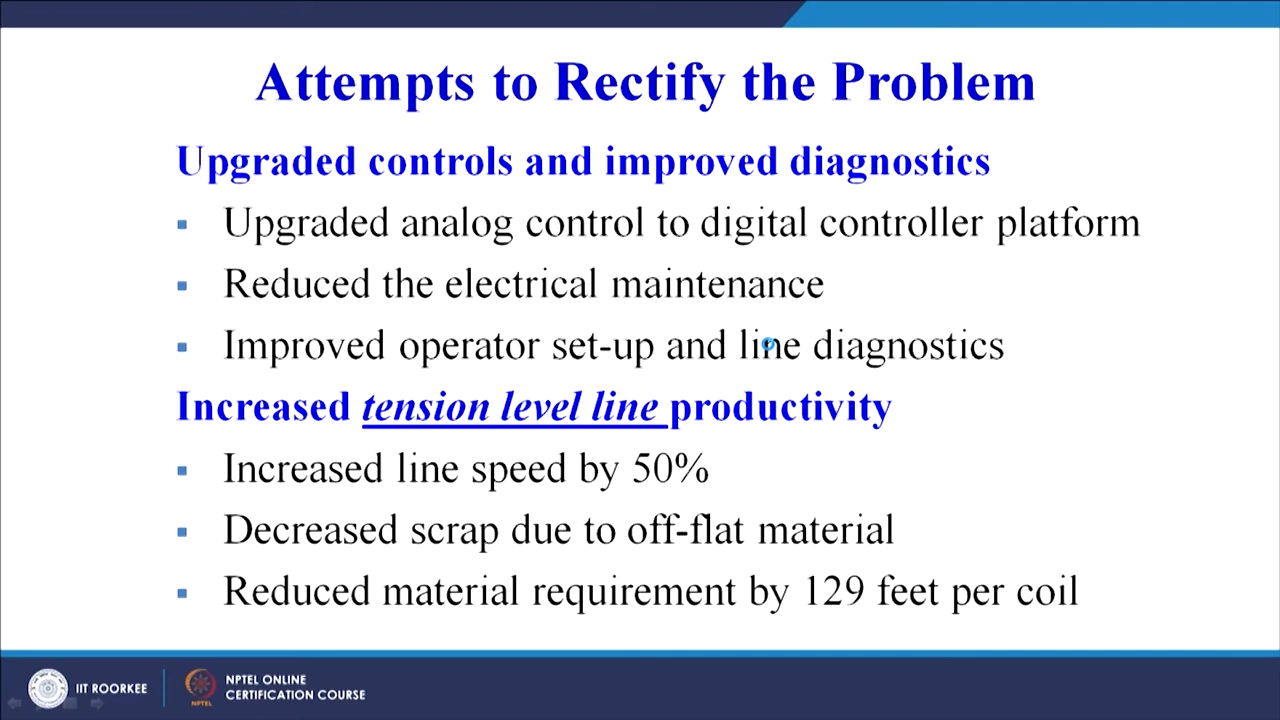 Attempts to Rectify the Problem
Upgraded controls and improved diagnostics
▪ Upgraded analog control to digital controller platform
▪ Reduced the electrical maintenance
▪ Improved operator set-up and line diagnostics
Increased tension level line productivity
▪ Increased line speed by 50%
▪ Decreased scrap due to off-flat material
▪ Reduced material requirement by 129 feet per coil
IIT ROORKEE
NPTEL
NPTEL ONLINE
CERTIFICATION COURSE